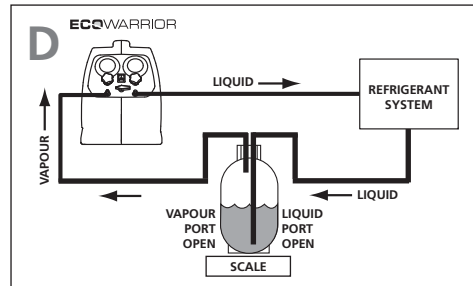 D
ECOWARRIOR
LIQUID
REFRIGERANT
SYSTEM
VAPOUR
LIQUID
VAPOUR
PORT
OPEN
LIQUID
PORT
OPEN
SCALE